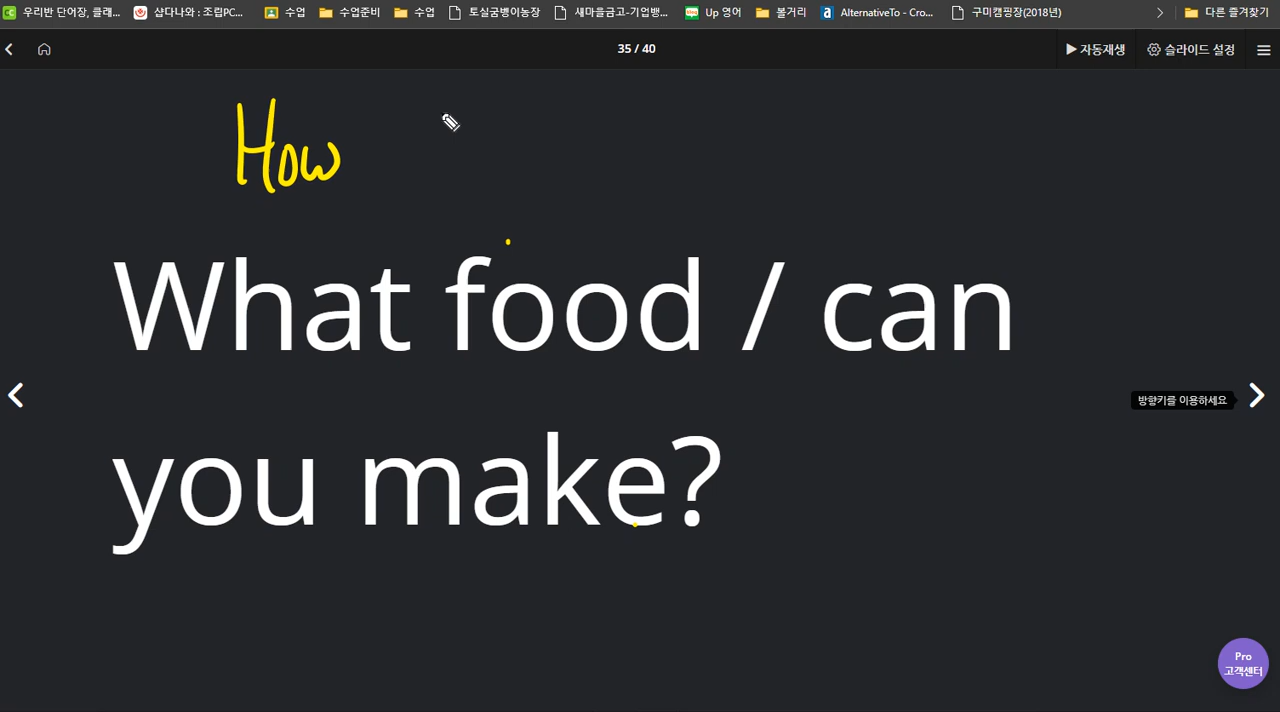 우리반 단어장, 클래... 샵다나와 : 조립PC... 수업 수업준비 수업 토실굼뱅이농장 새마을금고-기업뱅... Up 영어 볼거리 AlternativeTo - Cro... 구미캠핑장(2018년) 다른 즐겨찾기
35 / 40 자동재생 슬라이드 설정
How
What food / can
방향키를 이용하세요
you make?
Pro
고객센터